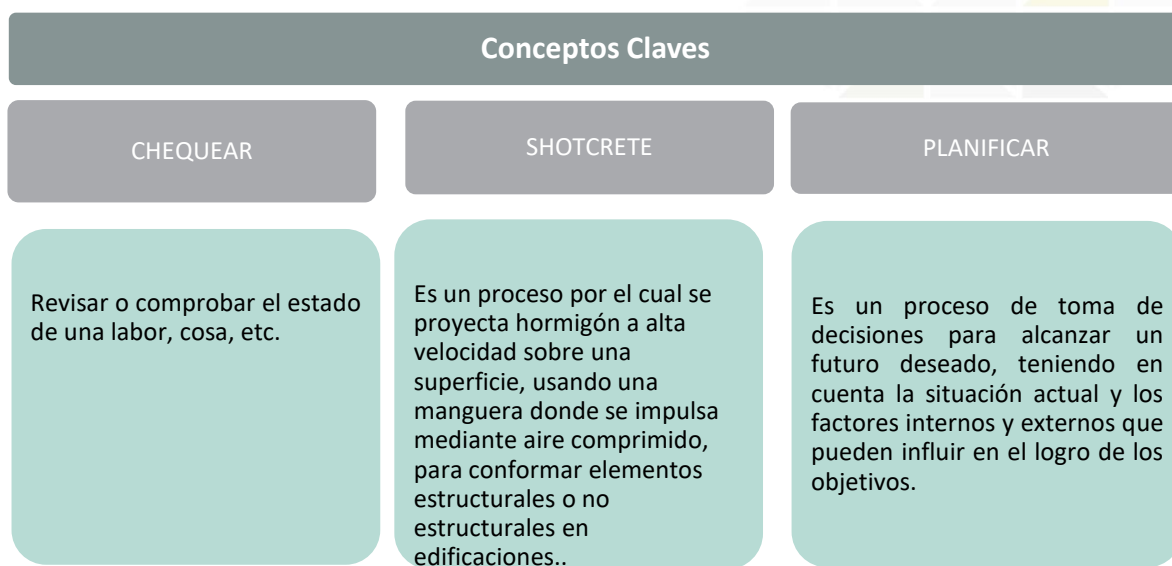 Conceptos Claves
CHEQUEAR
SHOTCRETE
PLANIFICAR
Revisar o comprobar el estado
de una labor, cosa, etc.
Es un proceso por el cual se
proyecta hormigón a alta
velocidad sobre una
superficie, usando una
manguera donde se impulsa
mediante aire comprimido,
para conformar elementos
estructurales o no
estructurales en
edificaciones..
Es un proceso de toma de
decisiones para alcanzar un
futuro deseado, teniendo en
cuenta la situación actual y los
factores internos y externos que
pueden influir en el logro de los
objetivos.